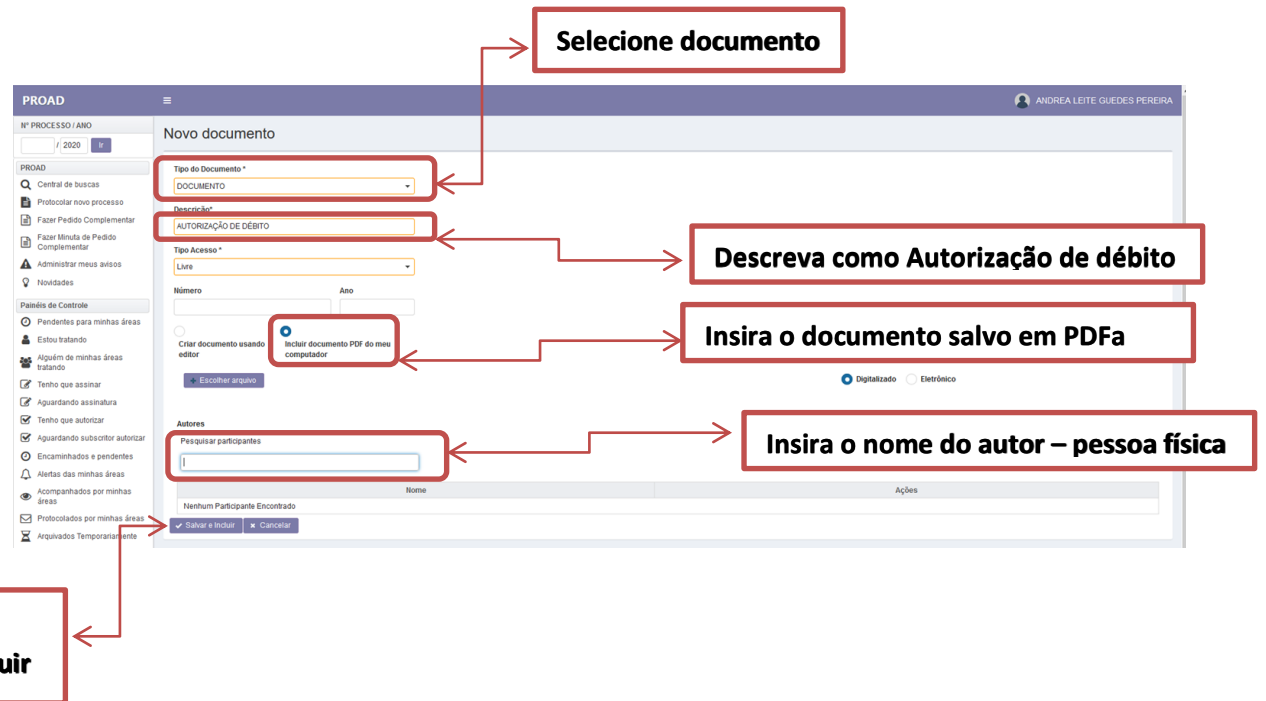 Selecione documento
PROAD
≡
ANDREA LEITE GUEDES PEREIRA
Nº PROCESSO / ANO
/ 2020 Ir
PROAD
Central de buscas
Protocolar novo processo
Fazer Pedido Complementar
Fazer Minuta de Pedido
Complementar
Administrar meus avisos
Novidades
Painéis de Controle
Pendentes para minhas áreas
Estou tratando
Alguém de minhas áreas
tratando
Tenho que assinar
Aguardando assinatura
Tenho que autorizar
Aguardando subscritor autorizar
Encaminhados e pendentes
Alertas das minhas áreas
Acompanhados por minhas
áreas
Protocolados por minhas áreas
Arquivados Temporariamente
Novo documento
Tipo do Documento *
DOCUMENTO
Descrição*
AUTORIZAÇÃO DE DÉBITO
Tipo Acesso *
Livre
Número Ano
Criar documento usando
editor
Incluir documento PDF do meu
computador
+ Escolher arquivo
Digitalizado Eletrônico
Autores
Pesquisar participantes
Nome Ações
Nenhum Participante Encontrado
Salvar e Incluir × Cancelar
Descreva como Autorização de débito
Insira o documento salvo em PDFa
Insira o nome do autor – pessoa física
uir